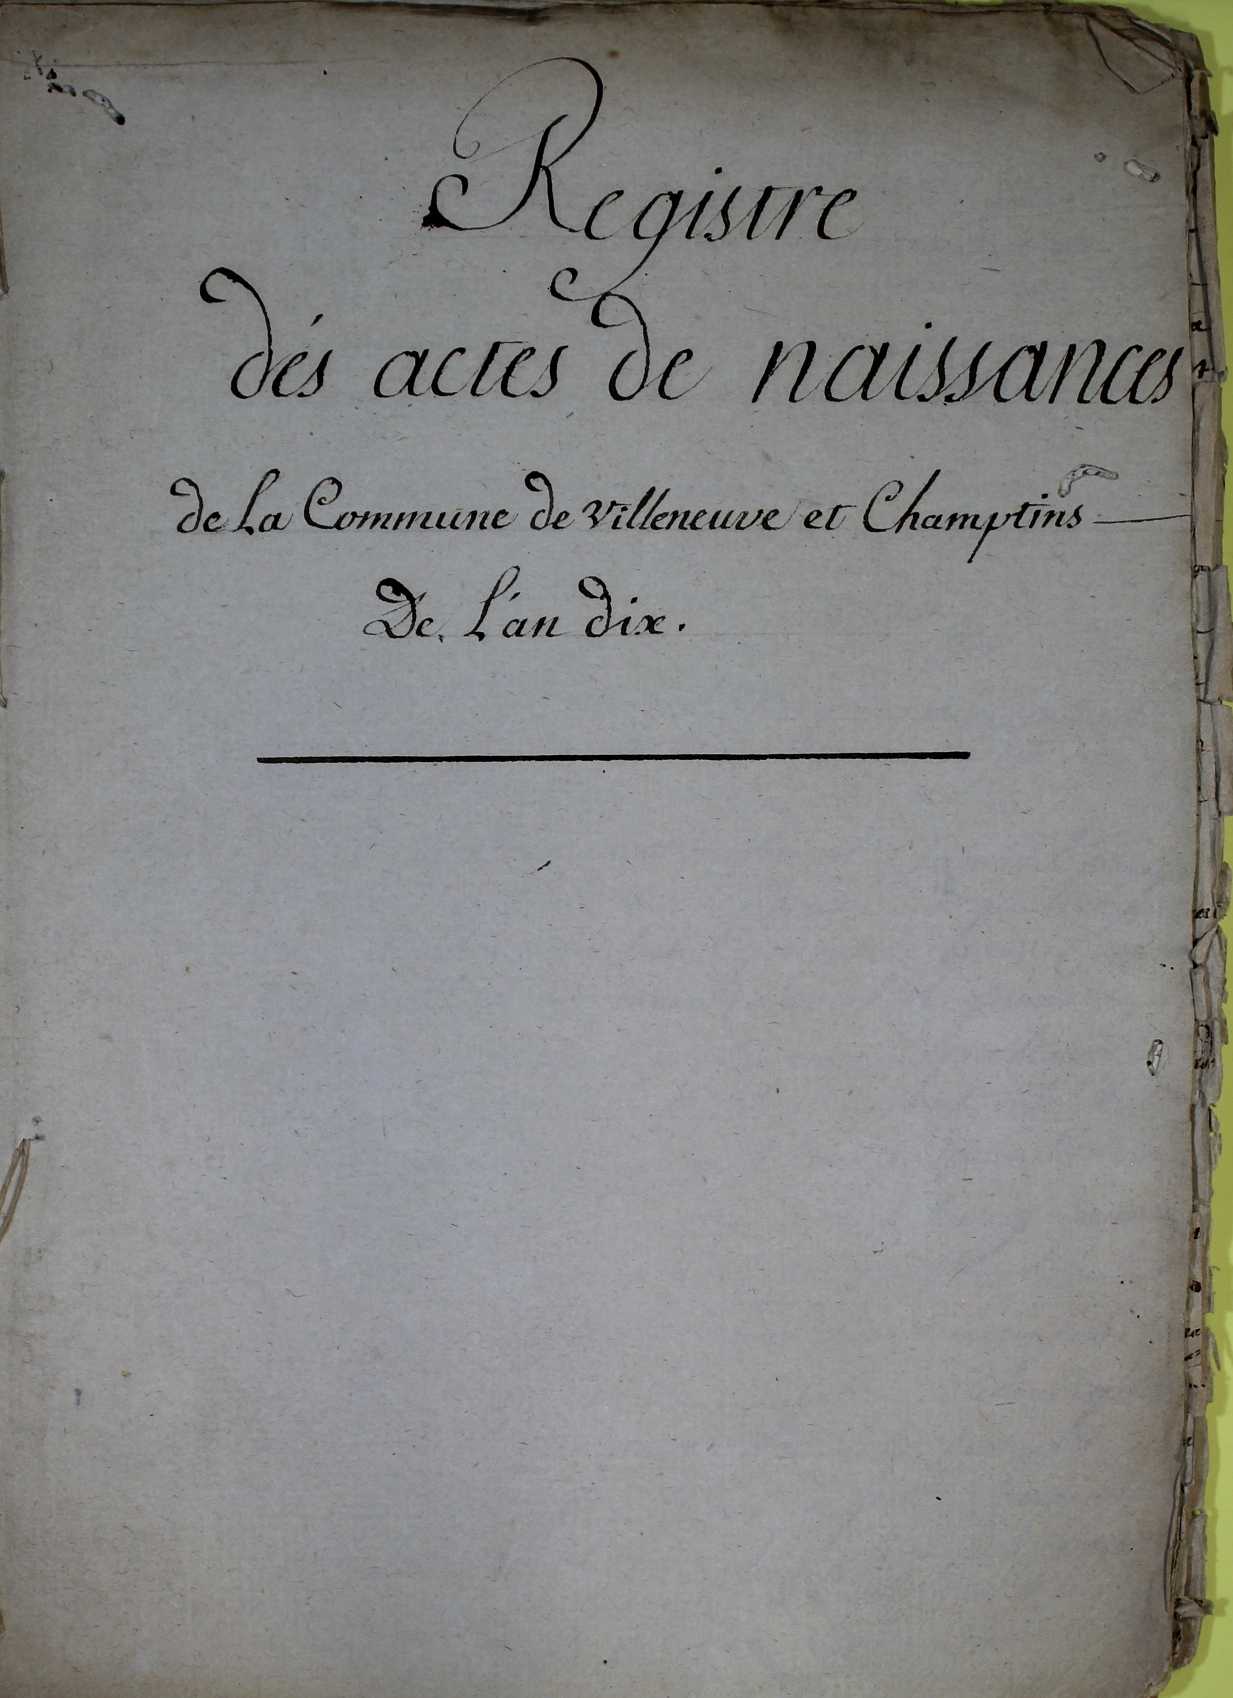 Registre
dés actes de naissances
de La Commune de Villeneuve et Champtins
De L'an dix.